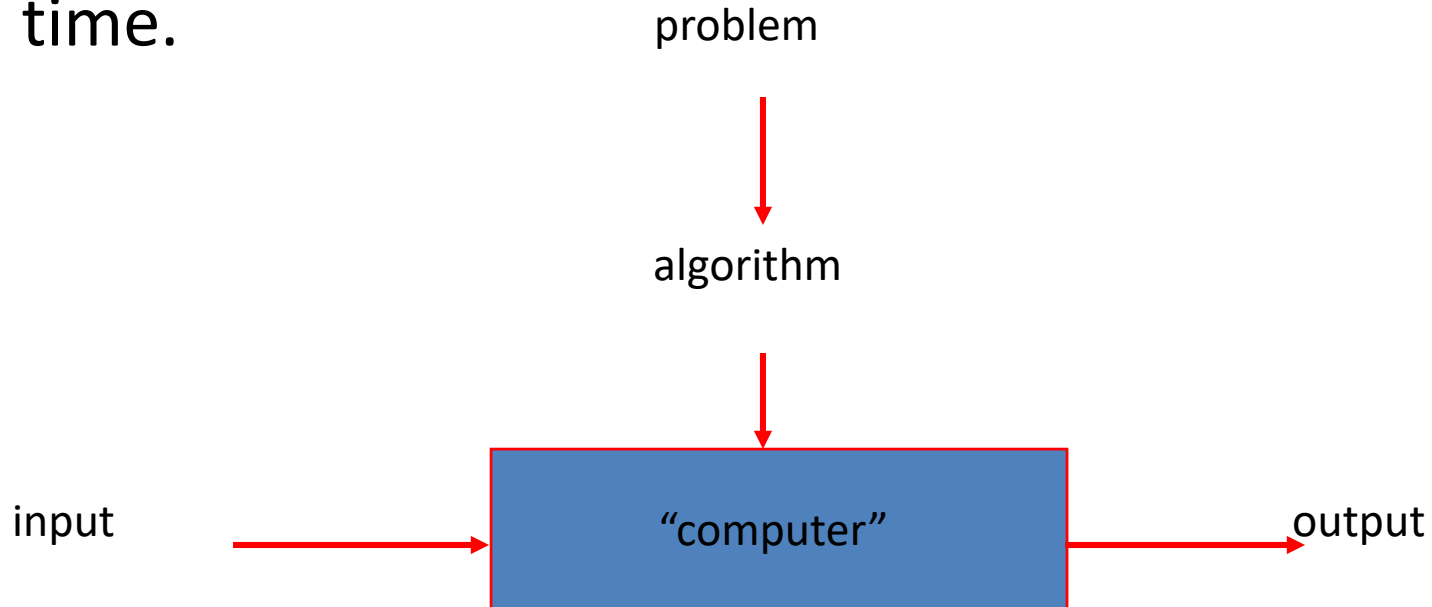 time.
problem
algorithm
input
“computer”
output